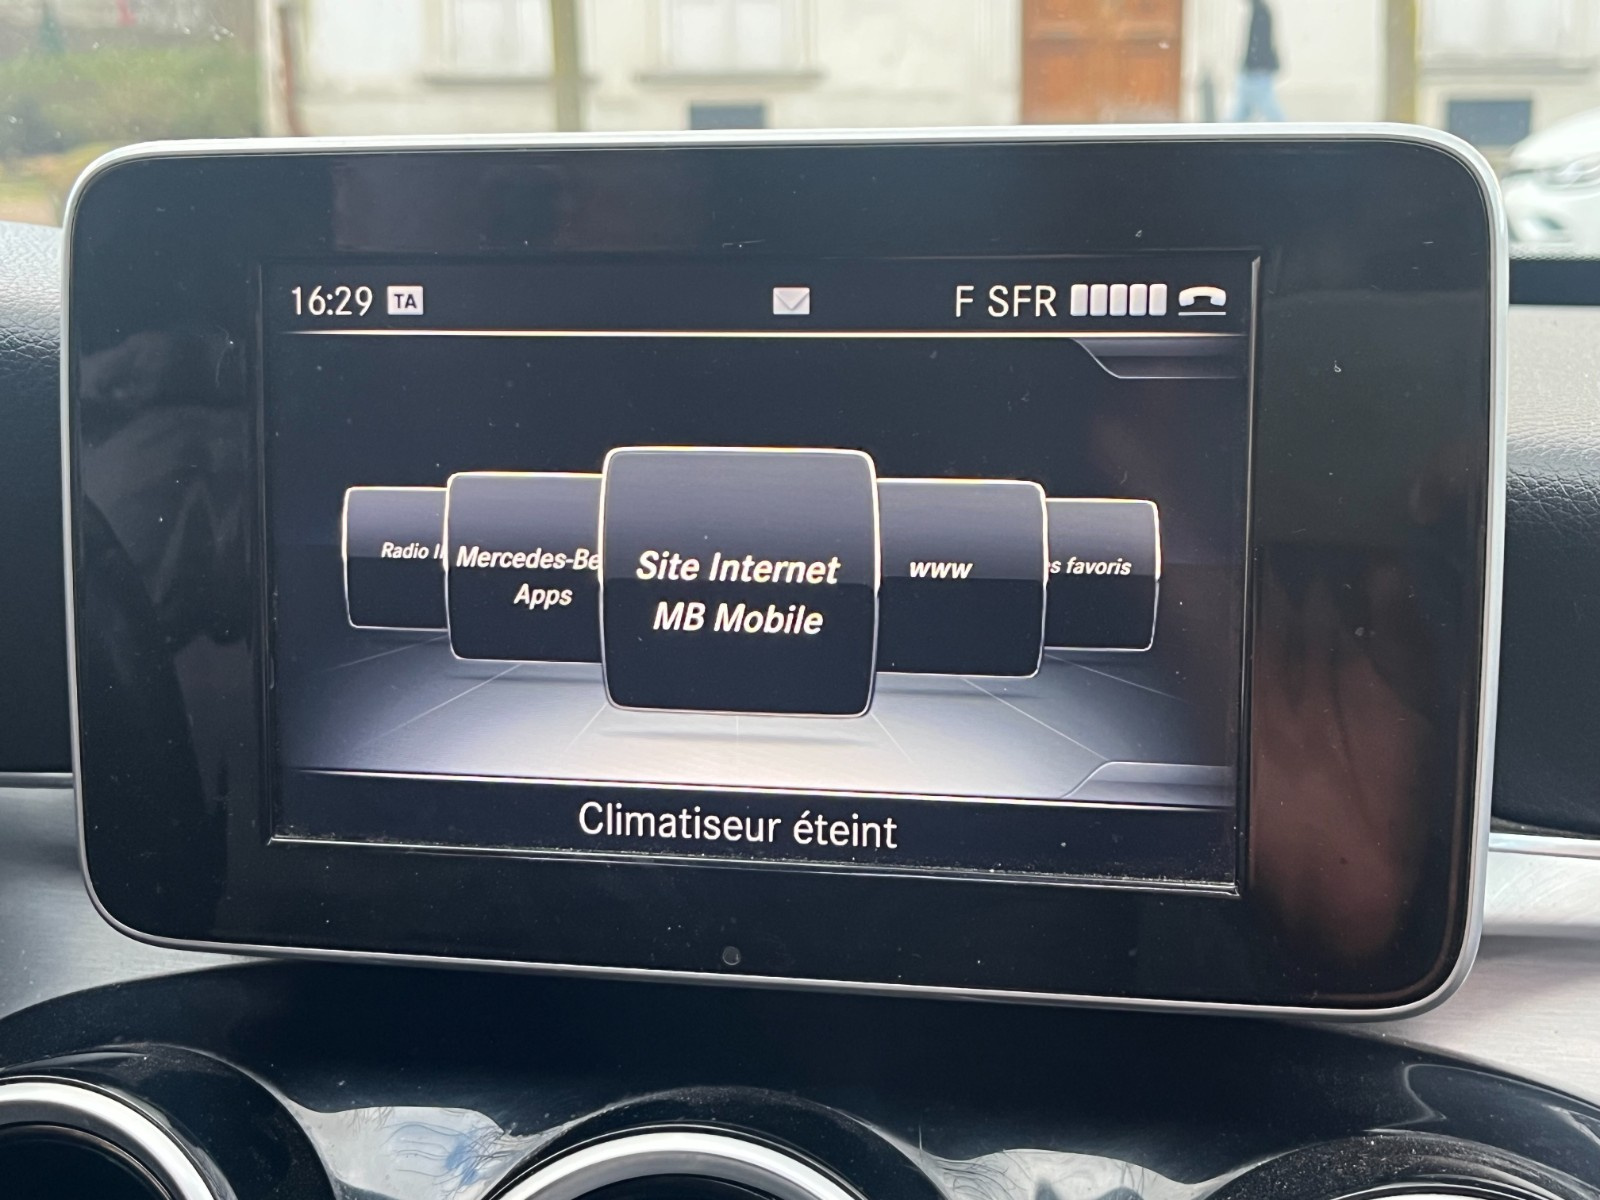 16:29 TA F SFR
Radio
Mercedes-Be
Apps
Site Internet
MB Mobile
www
s favoris
Climatiseur éteint